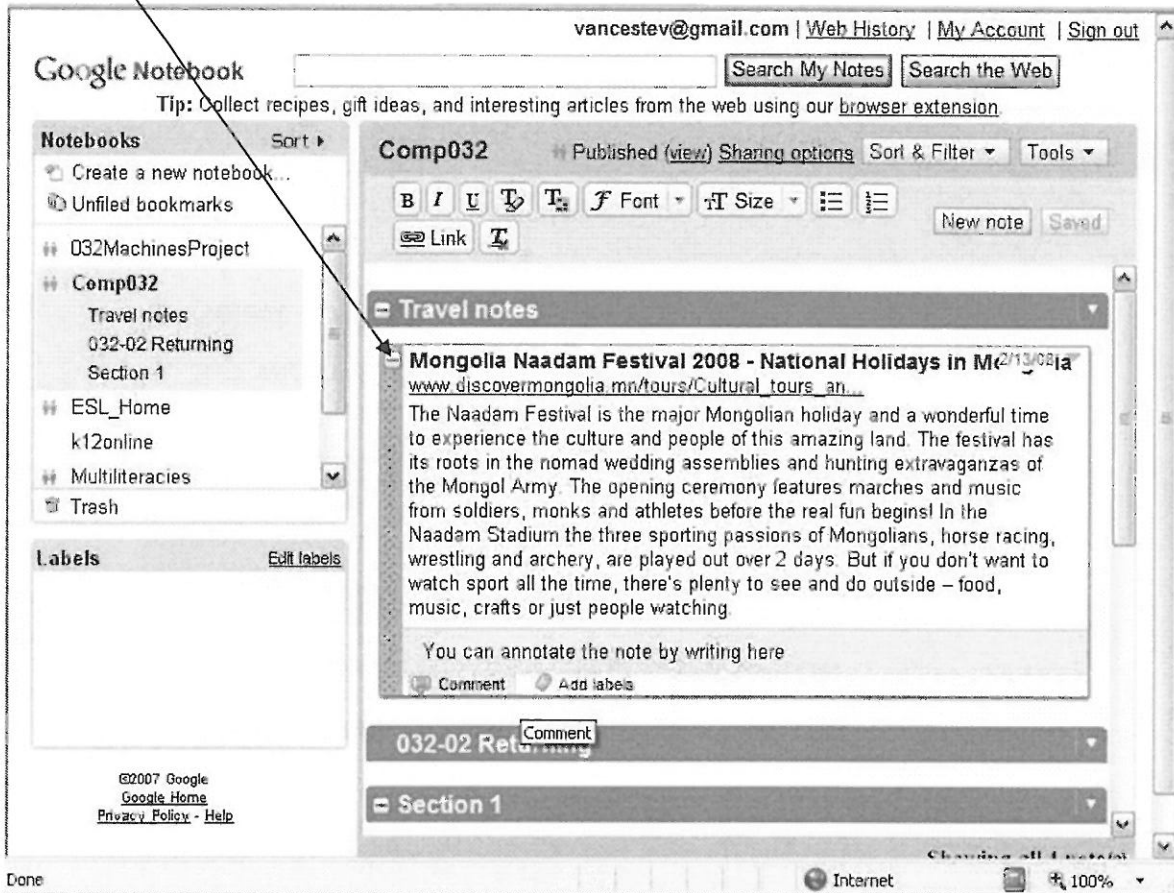 vancestev@gmail.com | Web History | My Account | Sign out
Google Notebook
Search My Notes
Search the Web
Tip: Collect recipes, gift ideas, and interesting articles from the web using our browser extension.
Notebooks
Sort
Create a new notebook...
Unfiled bookmarks
032MachinesProject
Comp032
Travel notes
032-02 Returning
Section 1
ESL_Home
k12online
Multiliteracies
Trash
Labels
Edit labels
©2007 Google
Google Home
Privacy Policy - Help
Comp032
Published (view) Sharing options
Sort & Filter
Tools
B I U
F Font
TT Size
New note
Saved
Link
Travel notes
Mongolia Naadam Festival 2008 - National Holidays in
2/13/08
www.discovermongolia.mn/tours/Cultural_tours_an...
The Naadam Festival is the major Mongolian holiday and a wonderful time
to experience the culture and people of this amazing land. The festival has
its roots in the nomad wedding assemblies and hunting extravaganzas of
the Mongol Army. The opening ceremony features marches and music
from soldiers, monks and athletes before the real fun begins! In the
Naadam Stadium the three sporting passions of Mongolians, horse racing,
wrestling and archery, are played out over 2 days. But if you don't want to
watch sport all the time, there's plenty to see and do outside – food,
music, crafts or just people watching.
You can annotate the note by writing here
Comment
Add labels
Comment
032-02
Section 1
Done
Internet
100%